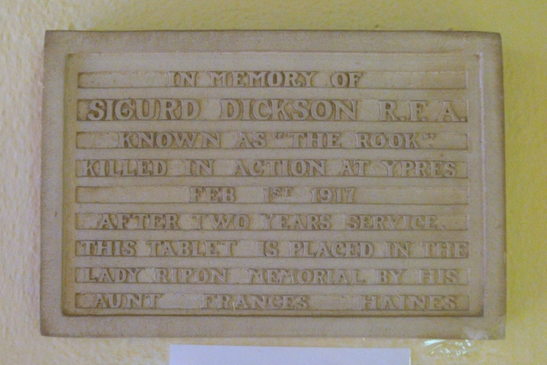 IN MEMORY OF
SIGURD DICKSON R.F.A.
KNOWN AS "THE ROOK"
KILLED IN ACTION AT YPRES
FEB 1ST 1917
AFTER TWO YEARS SERVICE.
THIS TABLET IS PLACED IN THE
LADY RIPON MEMORIAL BY HIS
AUNT FRANCES HAINES